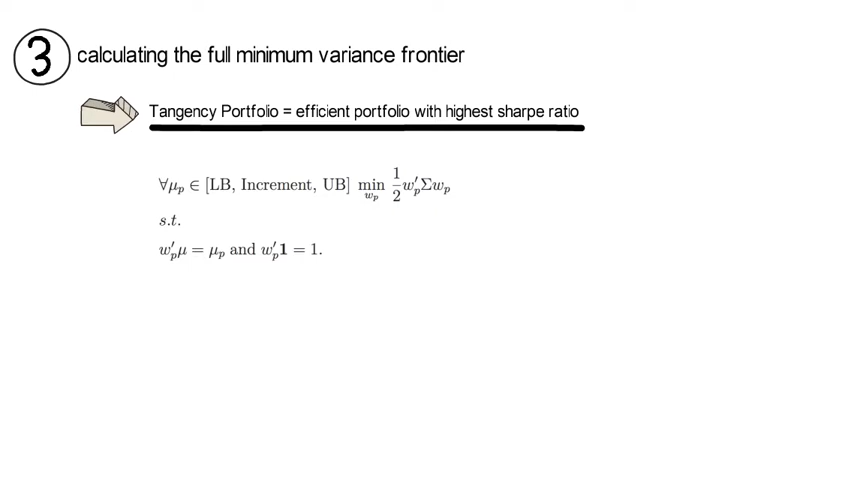 3 calculating the full minimum variance frontier
Tangency Portfolio = efficient portfolio with highest sharpe ratio
∀μₚ ∈ [LB, Increment, UB] min_{wₚ} 1/2 w′ₚΣwₚ
s.t.
w′ₚμ = μₚ and w′ₚ𝟏 = 1.